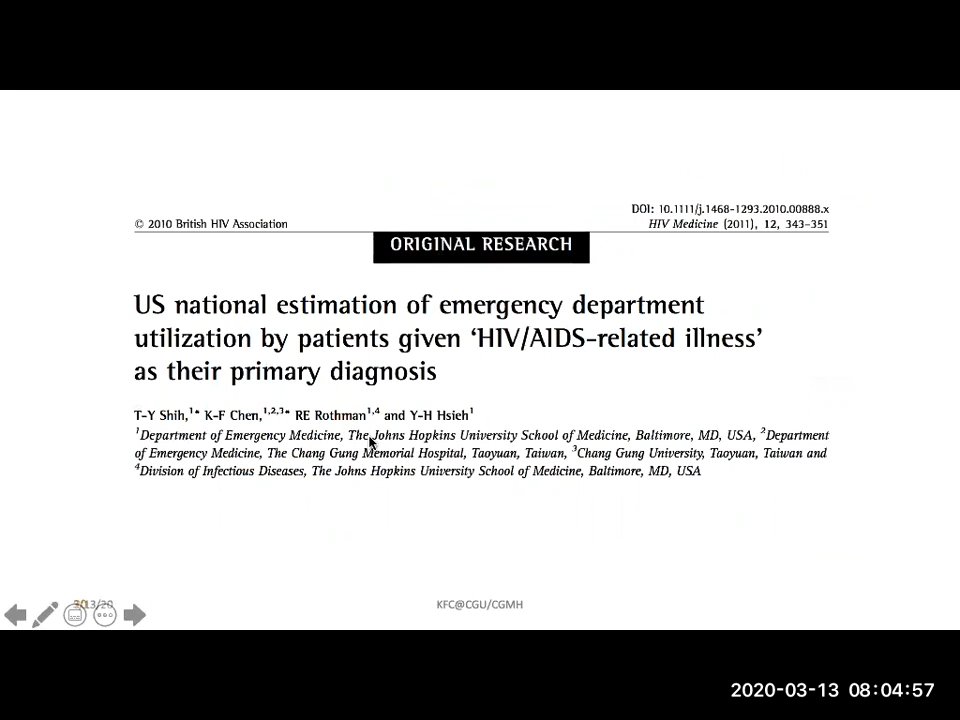 DOI: 10.1111/j.1468-1293.2010.00888.x
© 2010 British HIV Association
HIV Medicine (2011), 12, 343–351
ORIGINAL RESEARCH
US national estimation of emergency department
utilization by patients given ‘HIV/AIDS-related illness’
as their primary diagnosis
T-Y Shih,1* K-F Chen,1,2,3* RE Rothman1,4 and Y-H Hsieh1
1Department of Emergency Medicine, The Johns Hopkins University School of Medicine, Baltimore, MD, USA, 2Department
of Emergency Medicine, The Chang Gung Memorial Hospital, Taoyuan, Taiwan, 3Chang Gung University, Taoyuan, Taiwan and
4Division of Infectious Diseases, The Johns Hopkins University School of Medicine, Baltimore, MD, USA
KFC@CGU/CGMH
2020-03-13 08:04:57